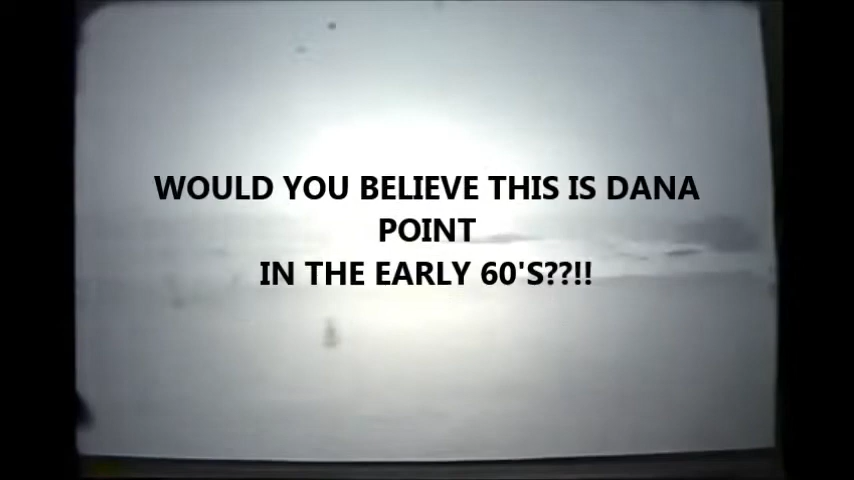 WOULD YOU BELIEVE THIS IS DANA
POINT
IN THE EARLY 60'S??!!